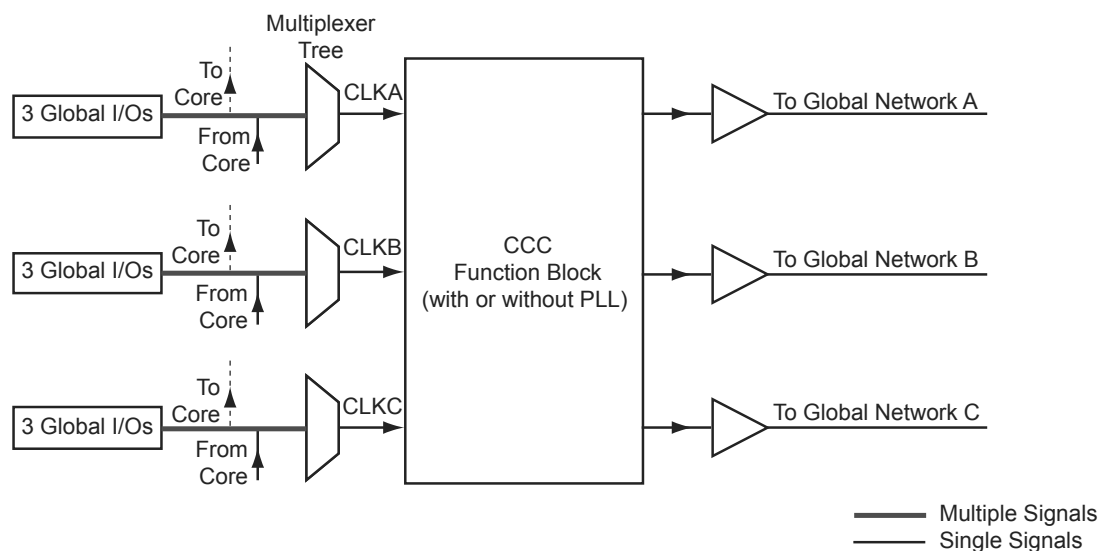 Multiplexer
Tree
To
Core
3 Global I/Os
From
Core
CLKA
To Global Network A
To
Core
3 Global I/Os
From
Core
CLKB
CCC
Function Block
(with or without PLL)
To Global Network B
To
Core
3 Global I/Os
From
Core
CLKC
To Global Network C
Multiple Signals
Single Signals